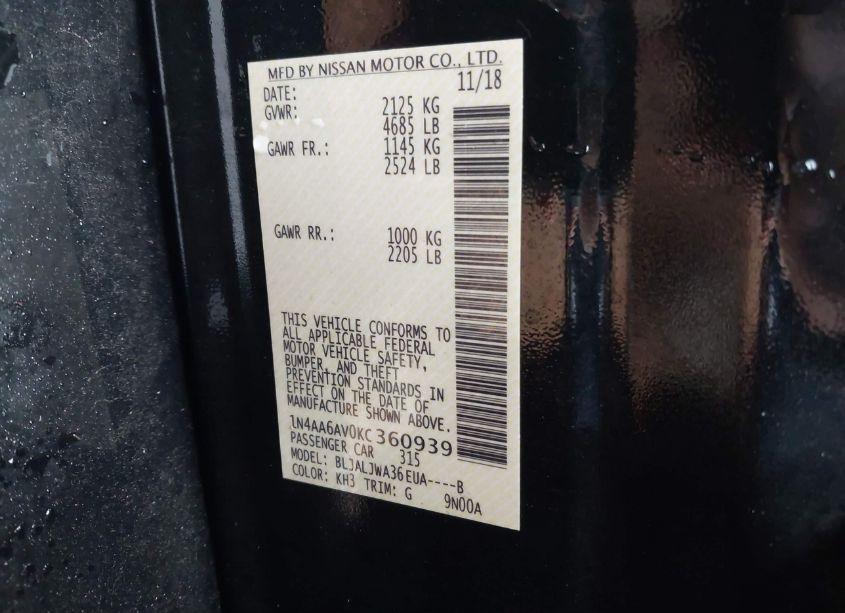 MFD BY NISSAN MOTOR CO., LTD.
DATE: 11/18
GVWR: 2125 KG
4685 LB
GAWR FR.: 1145 KG
2524 LB
GAWR RR.: 1000 KG
2205 LB
THIS VEHICLE CONFORMS TO
ALL APPLICABLE FEDERAL
MOTOR VEHICLE SAFETY,
BUMPER, AND THEFT
PREVENTION STANDARDS IN
EFFECT ON THE DATE OF
MANUFACTURE SHOWN ABOVE.
1N4AA6AV0KC360939
PASSENGER CAR 315
MODEL: BLJALJWA36EUA----B
COLOR: KH3 TRIM: G 9N00A